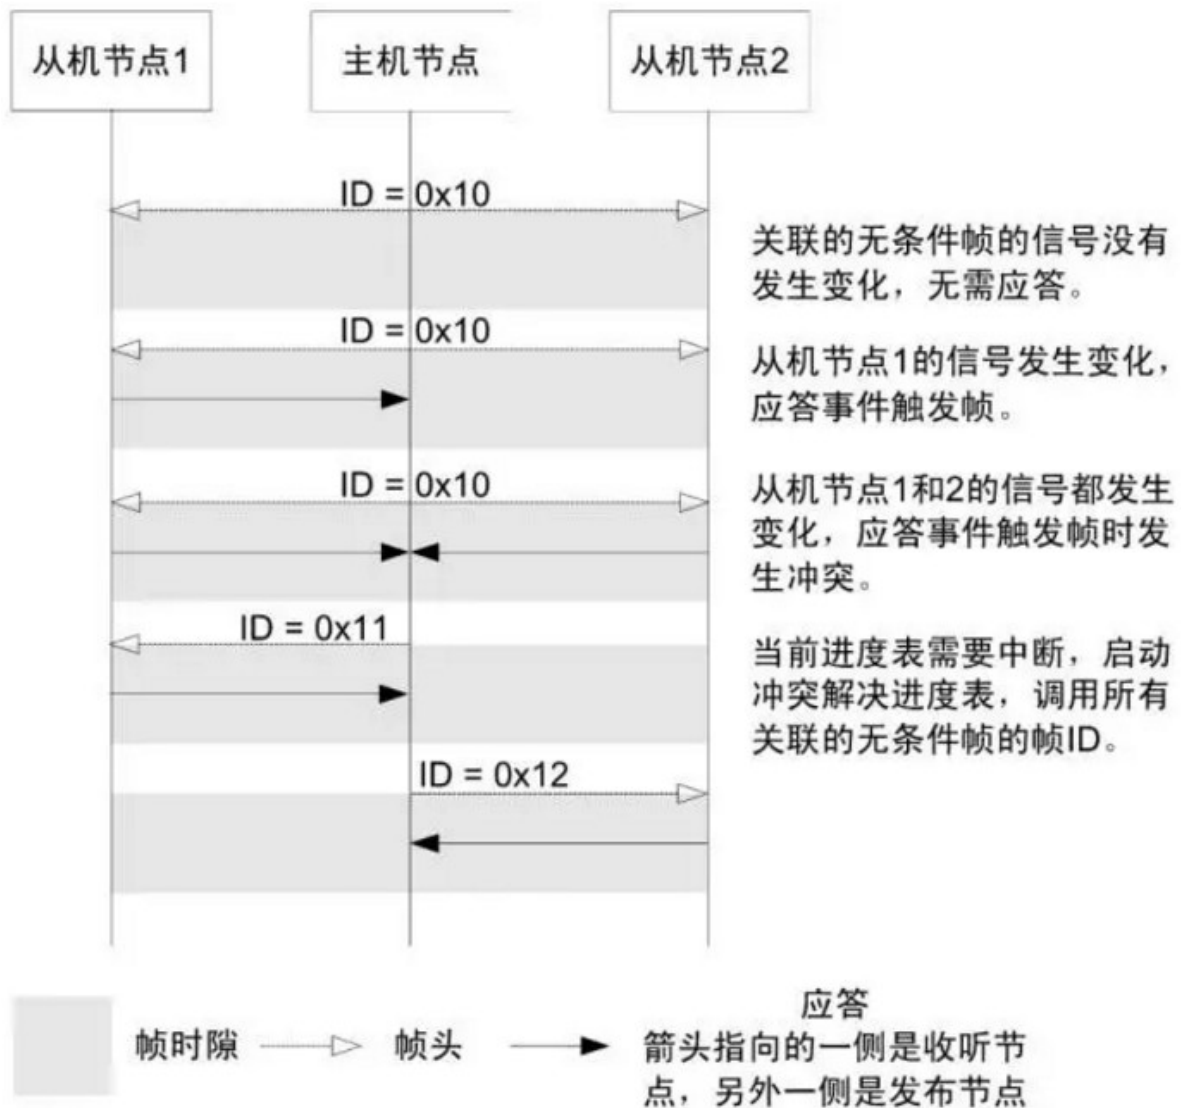 从机节点1
主机节点
从机节点2
ID = 0x10
关联的无条件帧的信号没有
发生变化，无需应答。
ID = 0x10
从机节点1的信号发生变化，
应答事件触发帧。
ID = 0x10
从机节点1和2的信号都发生
变化，应答事件触发帧时发
生冲突。
ID = 0x11
当前进度表需要中断，启动
冲突解决进度表，调用所有
关联的无条件帧的帧ID。
ID = 0x12
帧时隙
帧头
应答
箭头指向的一侧是收听节
点，另外一侧是发布节点